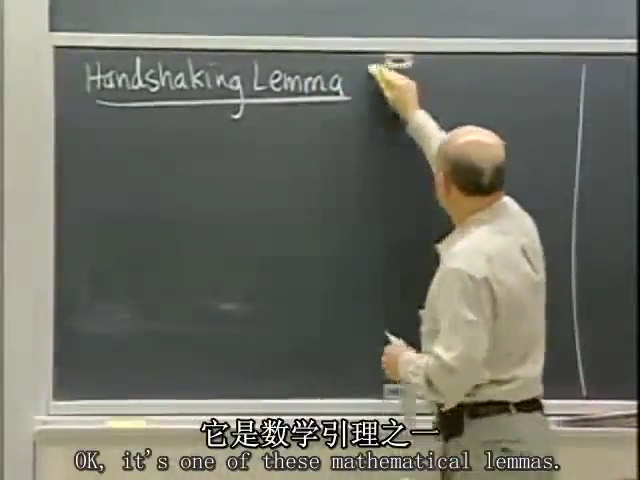 Handshaking Lemma
它是数学引理之一
OK, it's one of these mathematical lemmas.